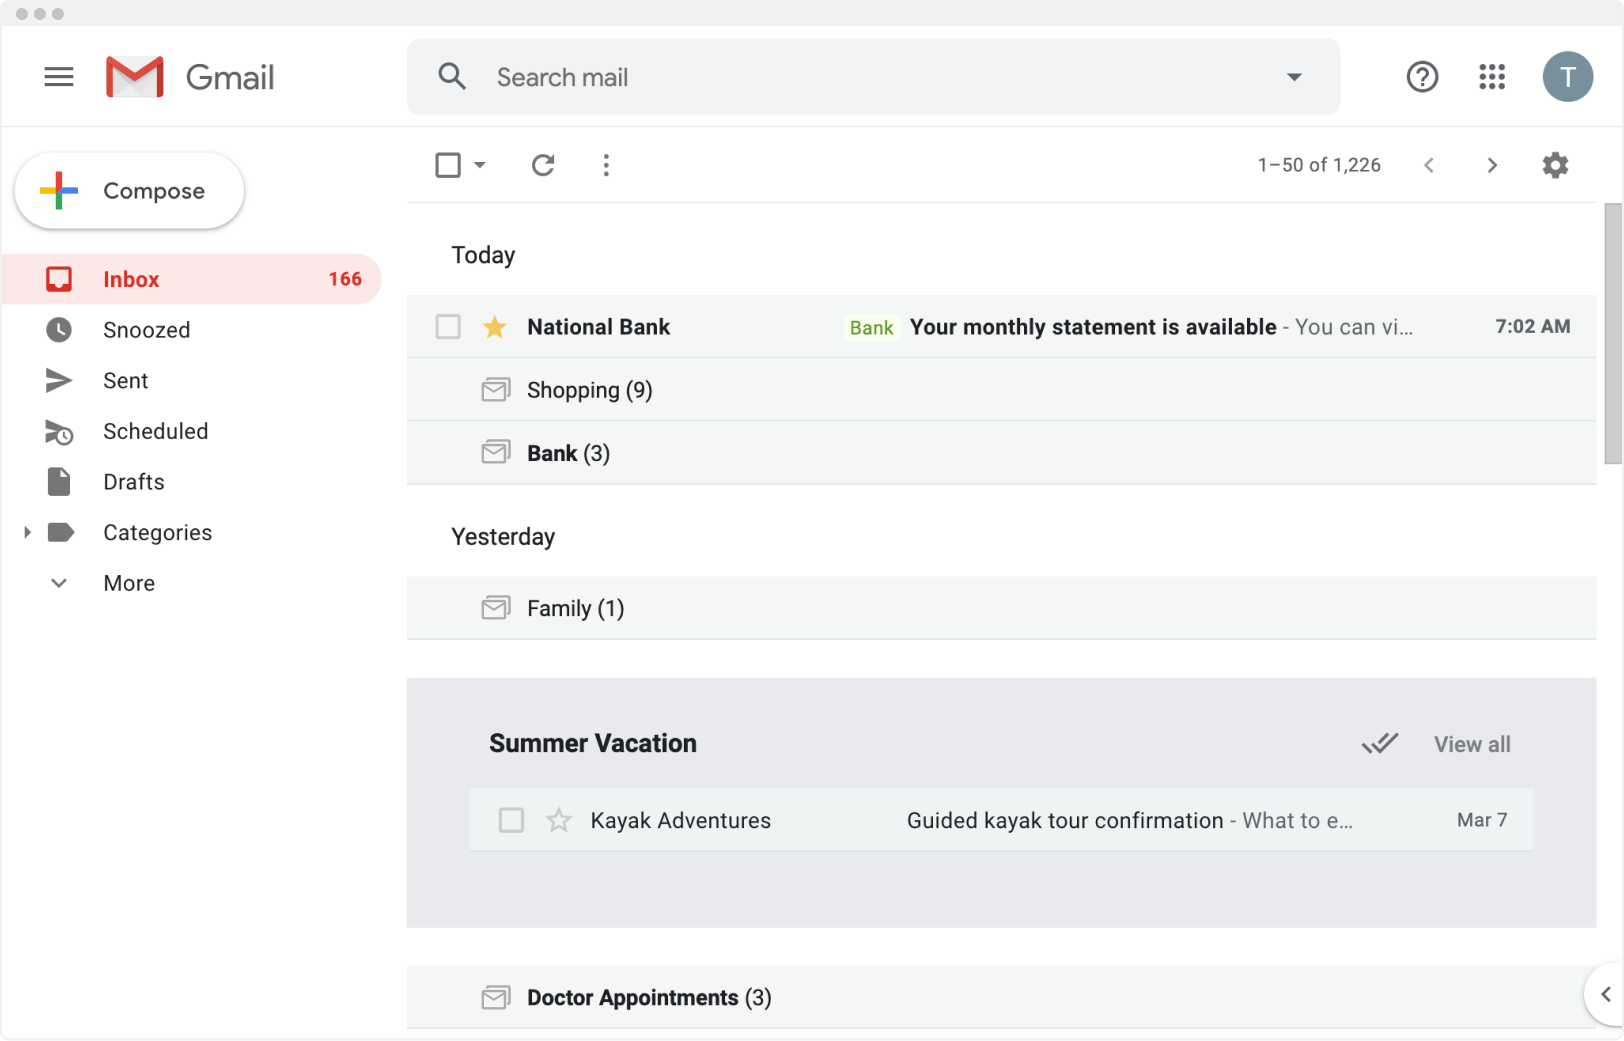 Gmail
Search mail
T
Compose
1–50 of 1,226
Inbox 166
Snoozed
Sent
Scheduled
Drafts
Categories
More
Today
National Bank Bank Your monthly statement is available - You can vi... 7:02 AM
Shopping (9)
Bank (3)
Yesterday
Family (1)
Summer Vacation View all
Kayak Adventures Guided kayak tour confirmation - What to e... Mar 7
Doctor Appointments (3)